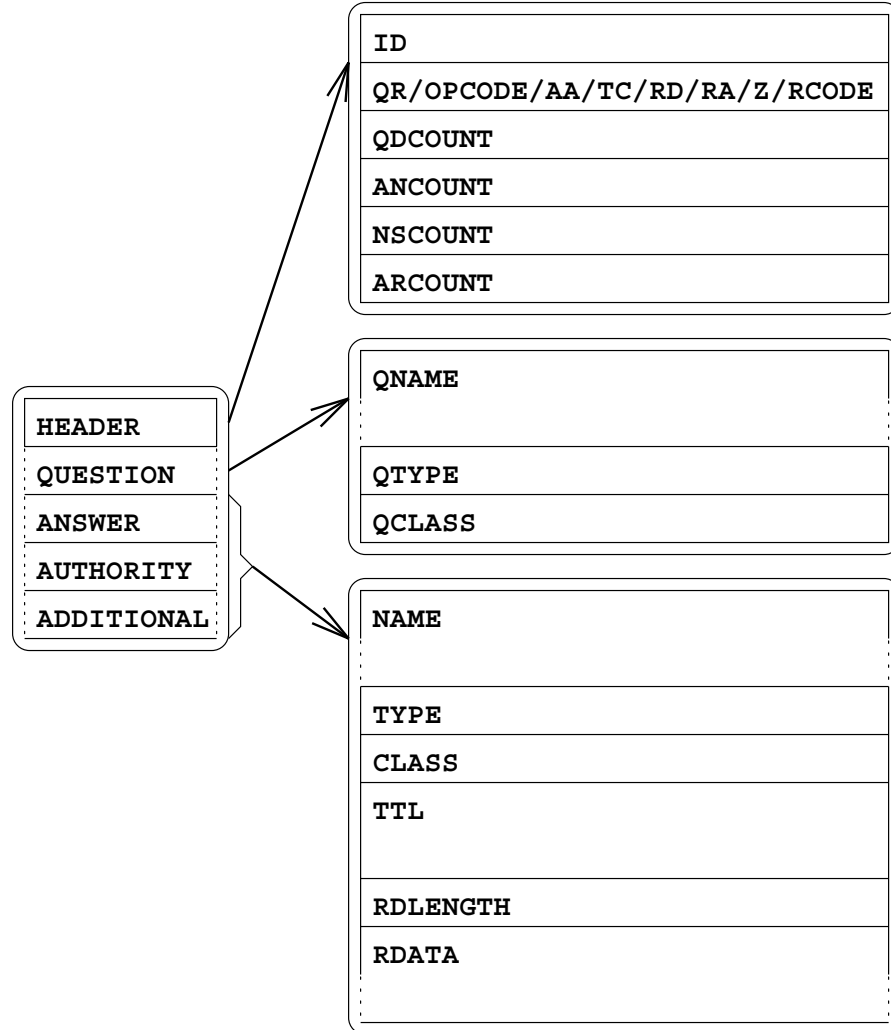 ID
QR/OPCODE/AA/TC/RD/RA/Z/RCODE
QDCOUNT
ANCOUNT
NSCOUNT
ARCOUNT
HEADER
QUESTION
ANSWER
AUTHORITY
ADDITIONAL
QNAME
QTYPE
QCLASS
NAME
TYPE
CLASS
TTL
RDLENGTH
RDATA